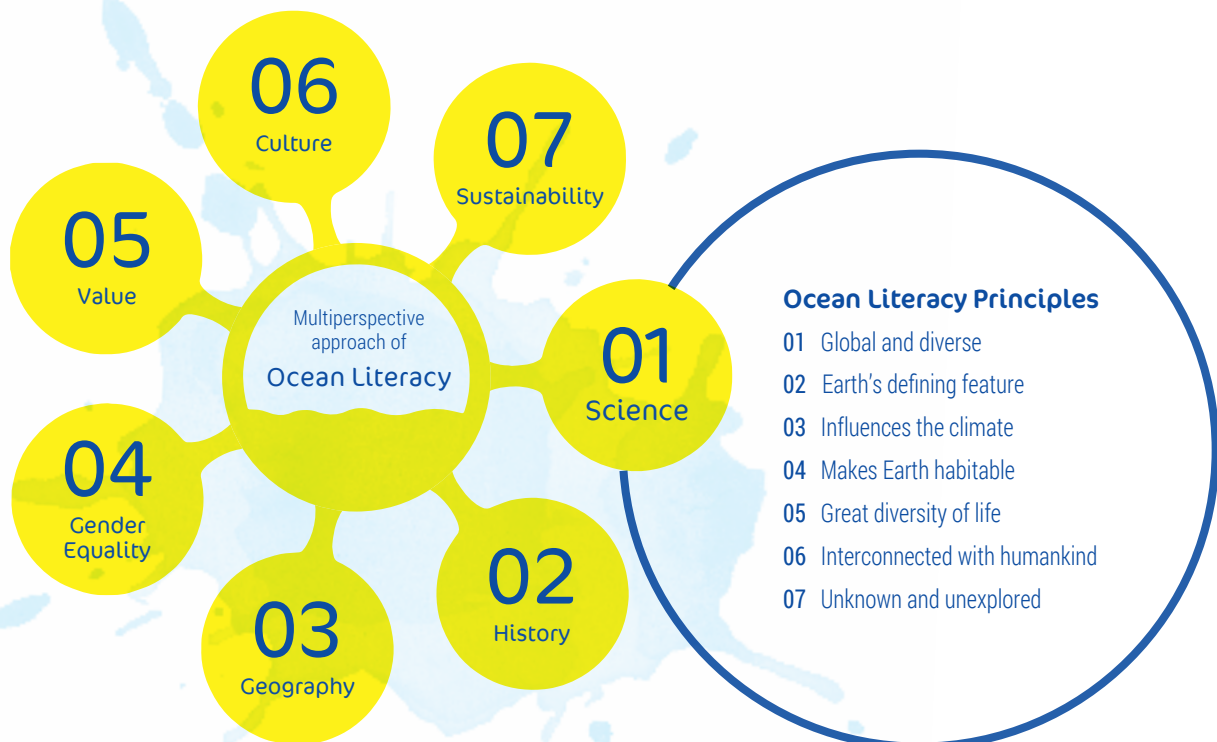 Multiperspective
approach of
Ocean Literacy
01
Science
02
History
03
Geography
04
Gender
Equality
05
Value
06
Culture
07
Sustainability
Ocean Literacy Principles
01 Global and diverse
02 Earth's defining feature
03 Influences the climate
04 Makes Earth habitable
05 Great diversity of life
06 Interconnected with humankind
07 Unknown and unexplored